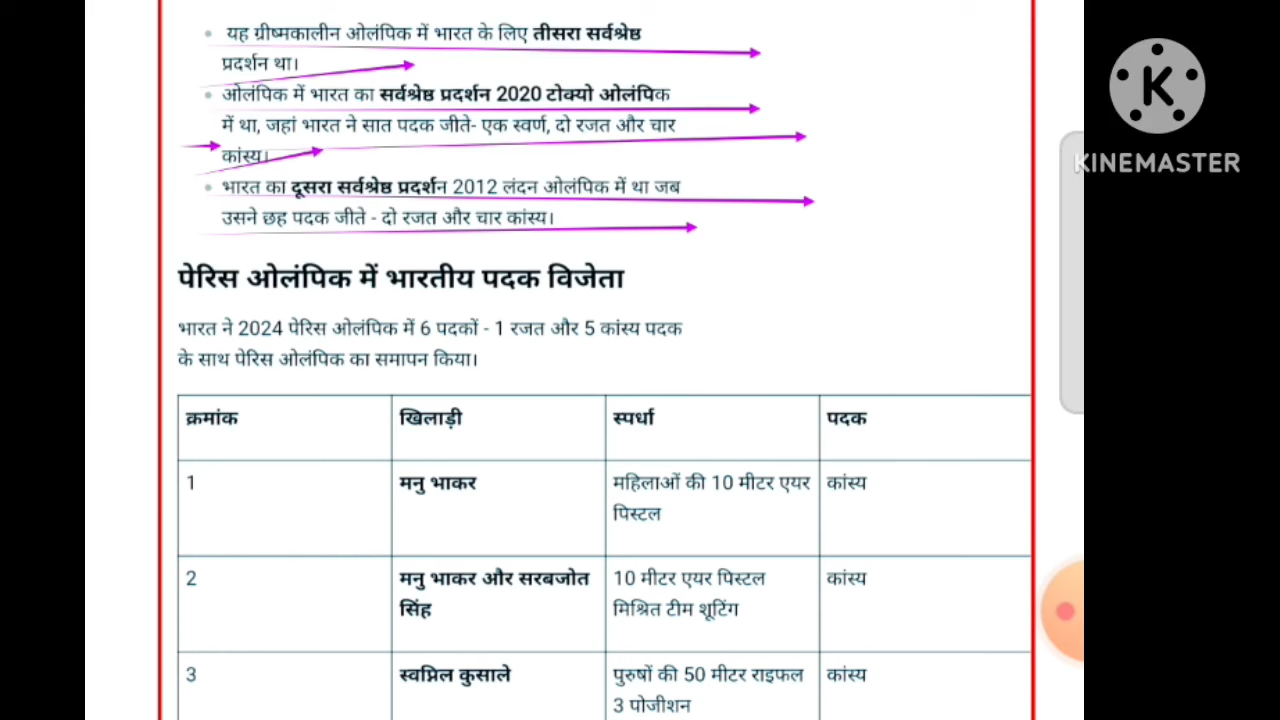 यह ग्रीष्मकालीन ओलंपिक में भारत के लिए तीसरा सर्वश्रेष्ठ
प्रदर्शन था।
ओलंपिक में भारत का सर्वश्रेष्ठ प्रदर्शन 2020 टोक्यो ओलंपिक
में था, जहां भारत ने सात पदक जीते- एक स्वर्ण, दो रजत और चार
कांस्य।
भारत का दूसरा सर्वश्रेष्ठ प्रदर्शन 2012 लंदन ओलंपिक में था जब
उसने छह पदक जीते - दो रजत और चार कांस्य।
पेरिस ओलंपिक में भारतीय पदक विजेता
भारत ने 2024 पेरिस ओलंपिक में 6 पदकों - 1 रजत और 5 कांस्य पदक
के साथ पेरिस ओलंपिक का समापन किया।
क्रमांक खिलाड़ी स्पर्धा पदक
1 मनु भाकर महिलाओं की 10 मीटर एयर कांस्य
पिस्टल
2 मनु भाकर और सरबजोत 10 मीटर एयर पिस्टल कांस्य
सिंह मिश्रित टीम शूटिंग
3 स्वप्निल कुसाले पुरुषों की 50 मीटर राइफल कांस्य
3 पोजीशन
K
KINEMASTER